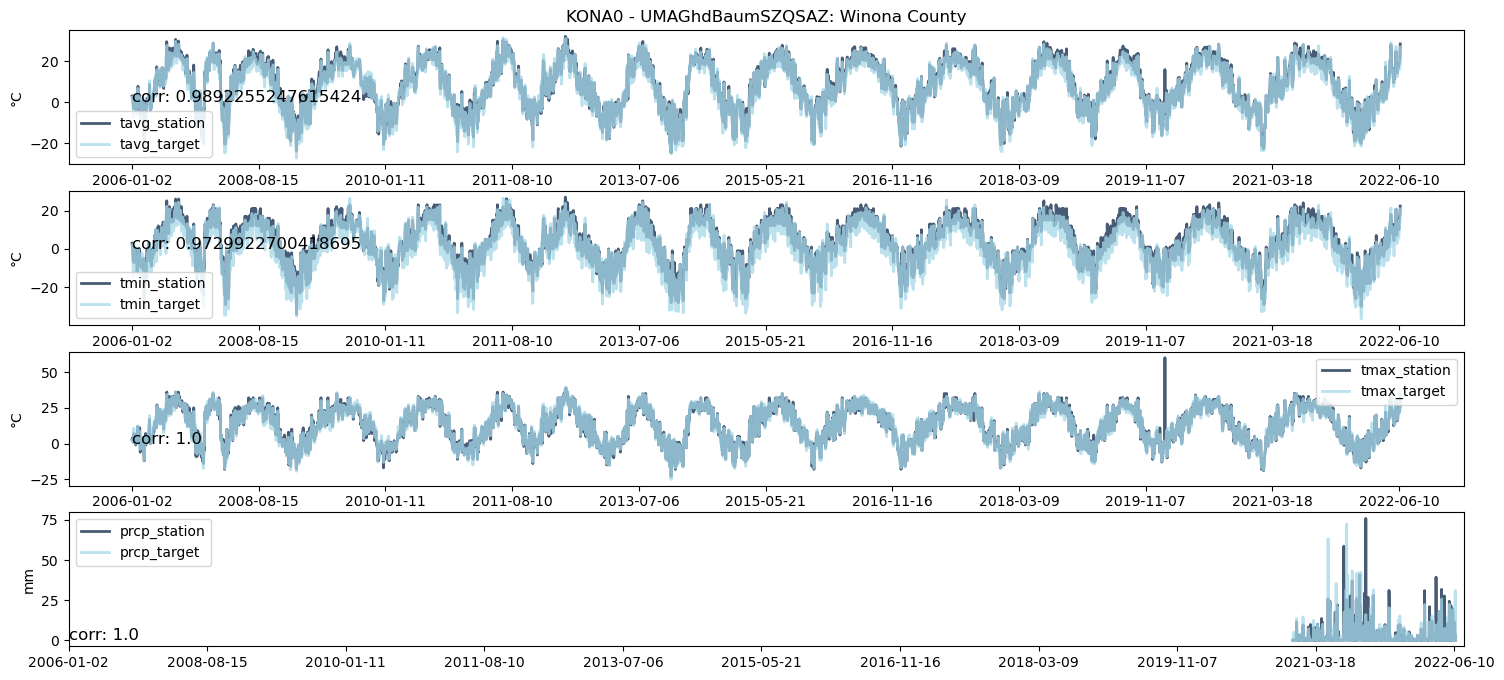 KONA0 - UMAGhdBaumSZQSAZ: Winona County
20
0
−20
°C
corr: 0.9892255247615424
tavg_station
tavg_target
2006-01-02 2008-08-15 2010-01-11 2011-08-10 2013-07-06 2015-05-21 2016-11-16 2018-03-09 2019-11-07 2021-03-18 2022-06-10
20
0
−20
°C
corr: 0.9729922700418695
tmin_station
tmin_target
2006-01-02 2008-08-15 2010-01-11 2011-08-10 2013-07-06 2015-05-21 2016-11-16 2018-03-09 2019-11-07 2021-03-18 2022-06-10
50
25
0
−25
°C
corr: 1.0
tmax_station
tmax_target
2006-01-02 2008-08-15 2010-01-11 2011-08-10 2013-07-06 2015-05-21 2016-11-16 2018-03-09 2019-11-07 2021-03-18 2022-06-10
75
50
25
0
mm
prcp_station
prcp_target
corr: 1.0
2006-01-02 2008-08-15 2010-01-11 2011-08-10 2013-07-06 2015-05-21 2016-11-16 2018-03-09 2019-11-07 2021-03-18 2022-06-10